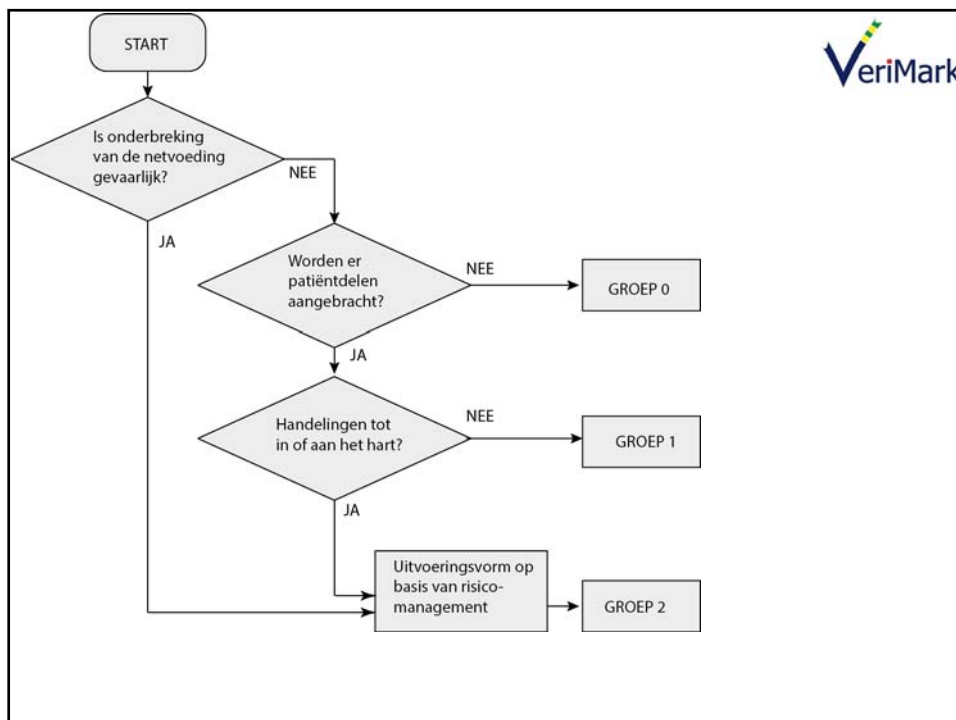 START
VeriMark
Is onderbreking
van de netvoeding
gevaarlijk?
NEE
JA
Worden er
patiëntdelen
aangebracht?
NEE
GROEP 0
JA
Handelingen tot
in of aan het hart?
NEE
GROEP 1
JA
Uitvoeringsvorm op
basis van risico-
management
GROEP 2